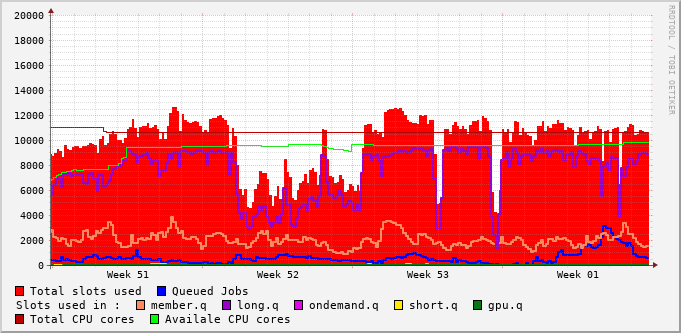 RRDTOOL / TOBI OETIKER
20000
18000
16000
14000
12000
10000
8000
6000
4000
2000
0
Week 51 Week 52 Week 53 Week 01
Total slots used Queued Jobs
Slots used in : member.q long.q ondemand.q short.q gpu.q
Total CPU cores Availale CPU cores